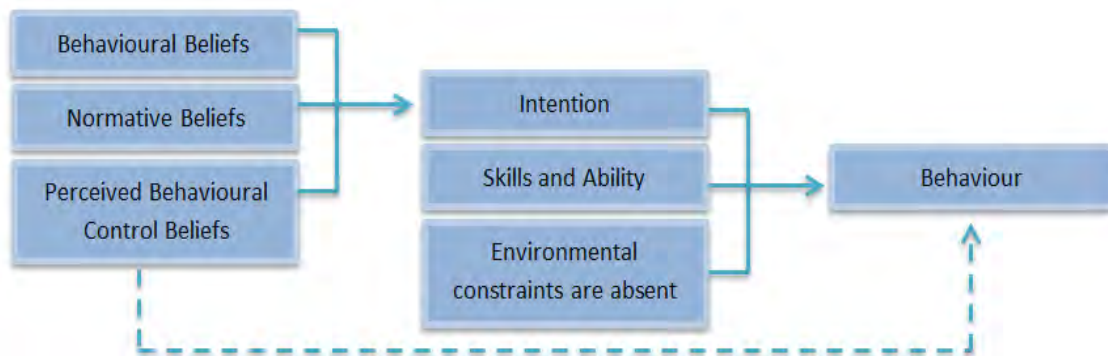 Behavioural Beliefs
Normative Beliefs
Perceived Behavioural
Control Beliefs
Intention
Skills and Ability
Environmental
constraints are absent
Behaviour